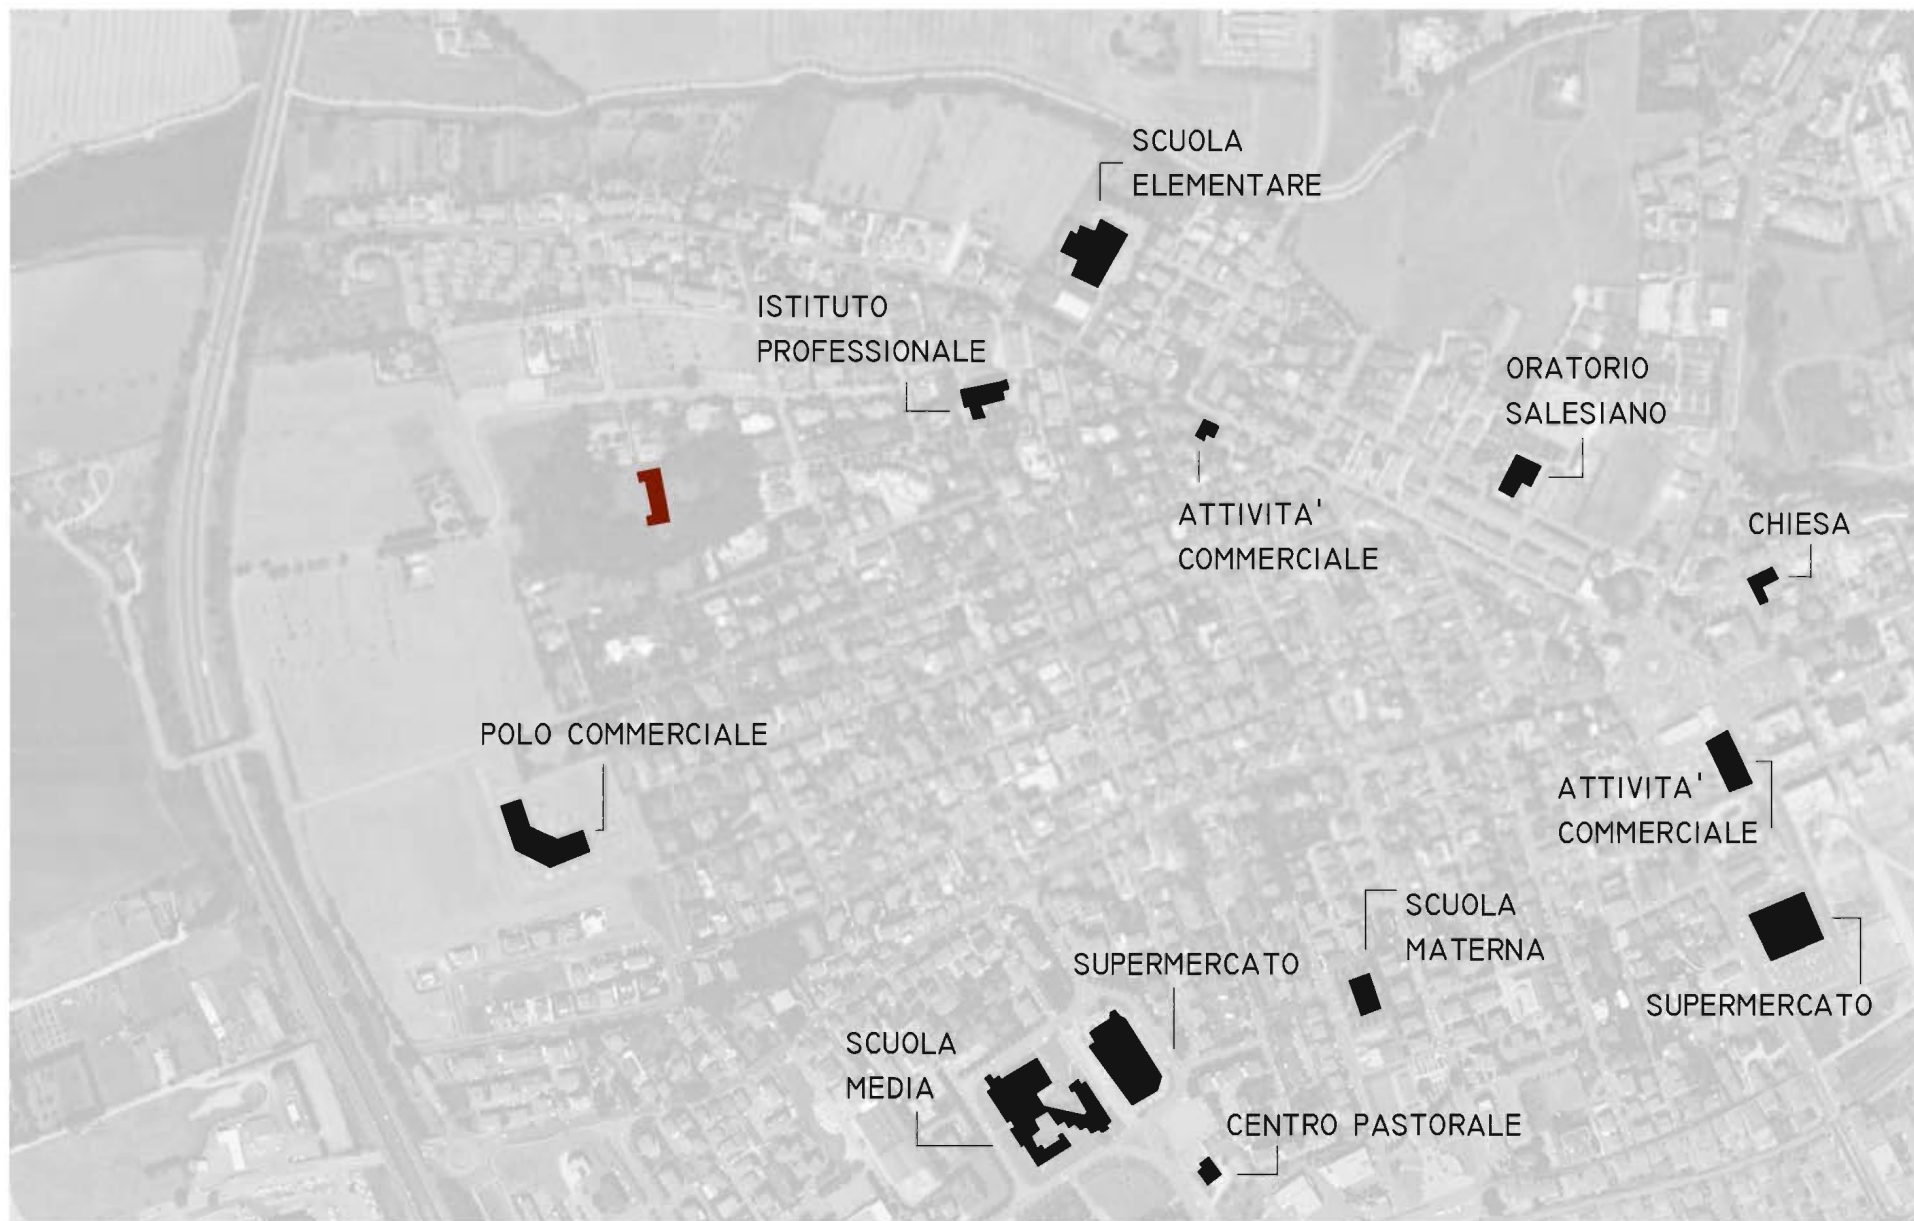 SCUOLA
ELEMENTARE
ISTITUTO
PROFESSIONALE
ORATORIO
SALESIANO
ATTIVITA'
COMMERCIALE
CHIESA
POLO COMMERCIALE
ATTIVITA'
COMMERCIALE
SCUOLA
MATERNA
SUPERMERCATO
SUPERMERCATO
SCUOLA
MEDIA
CENTRO PASTORALE